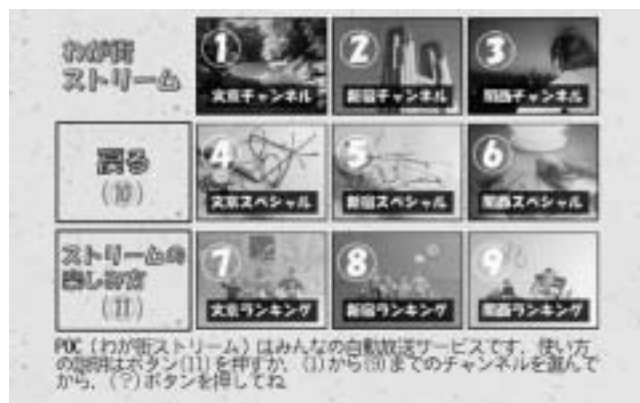 わが街
ストリーム
1
文京チャンネル
2
新宿チャンネル
3
関西チャンネル
戻る
(10)
4
文京スペシャル
5
新宿スペシャル
6
関西スペシャル
ストリームの
楽しみ方
(11)
7
文京ランキング
8
新宿ランキング
9
関西ランキング
POC (わが街ストリーム) はみんなの自動放送サービスです. 使い方
の説明はボタン(11)を押すか, (1)から(9)までのチャンネルを選んで
から, (?)ボタンを押してね